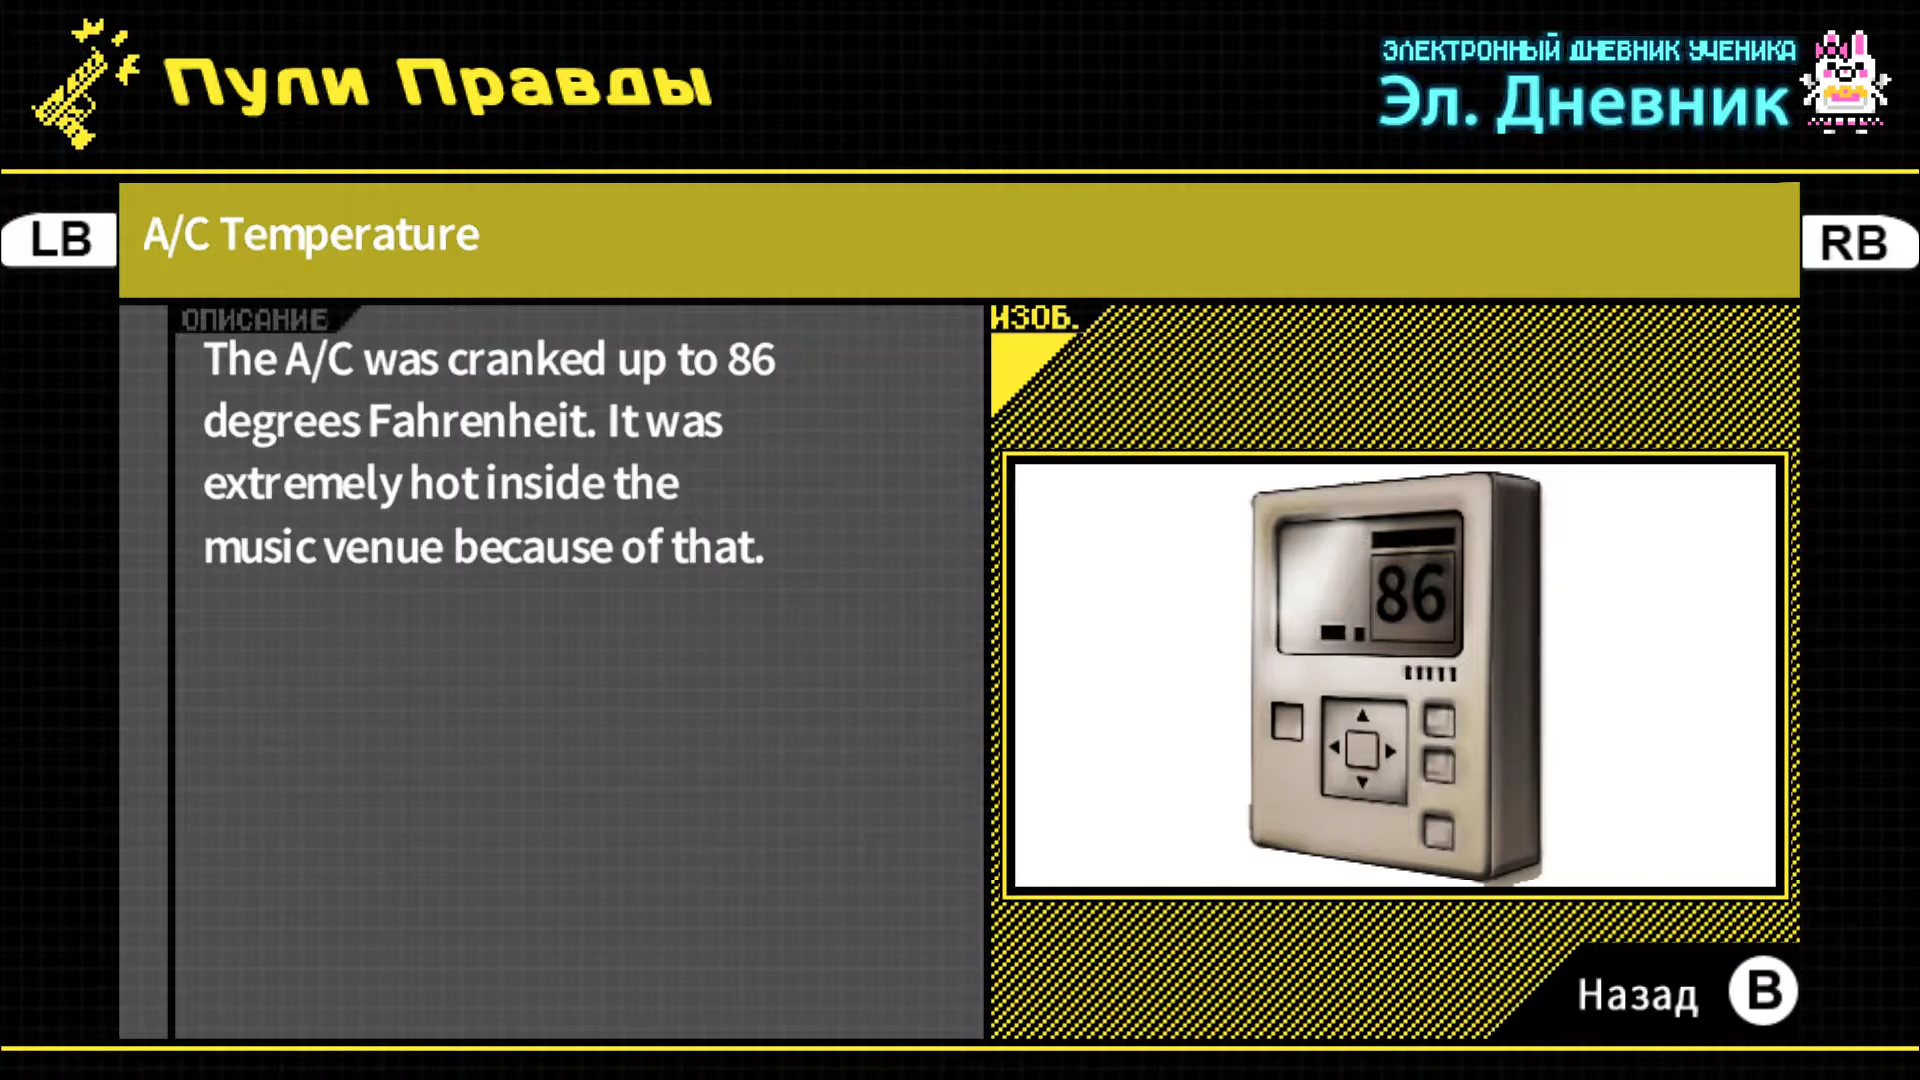 Пули Правды
ЭЛЕКТРОННЫЙ ДНЕВНИК УЧЕНИКА
Эл. Дневник
LB
A/C Temperature
RB
ОПИСАНИЕ
The A/C was cranked up to 86
degrees Fahrenheit. It was
extremely hot inside the
music venue because of that.
ИЗОБ.
86
Назад B